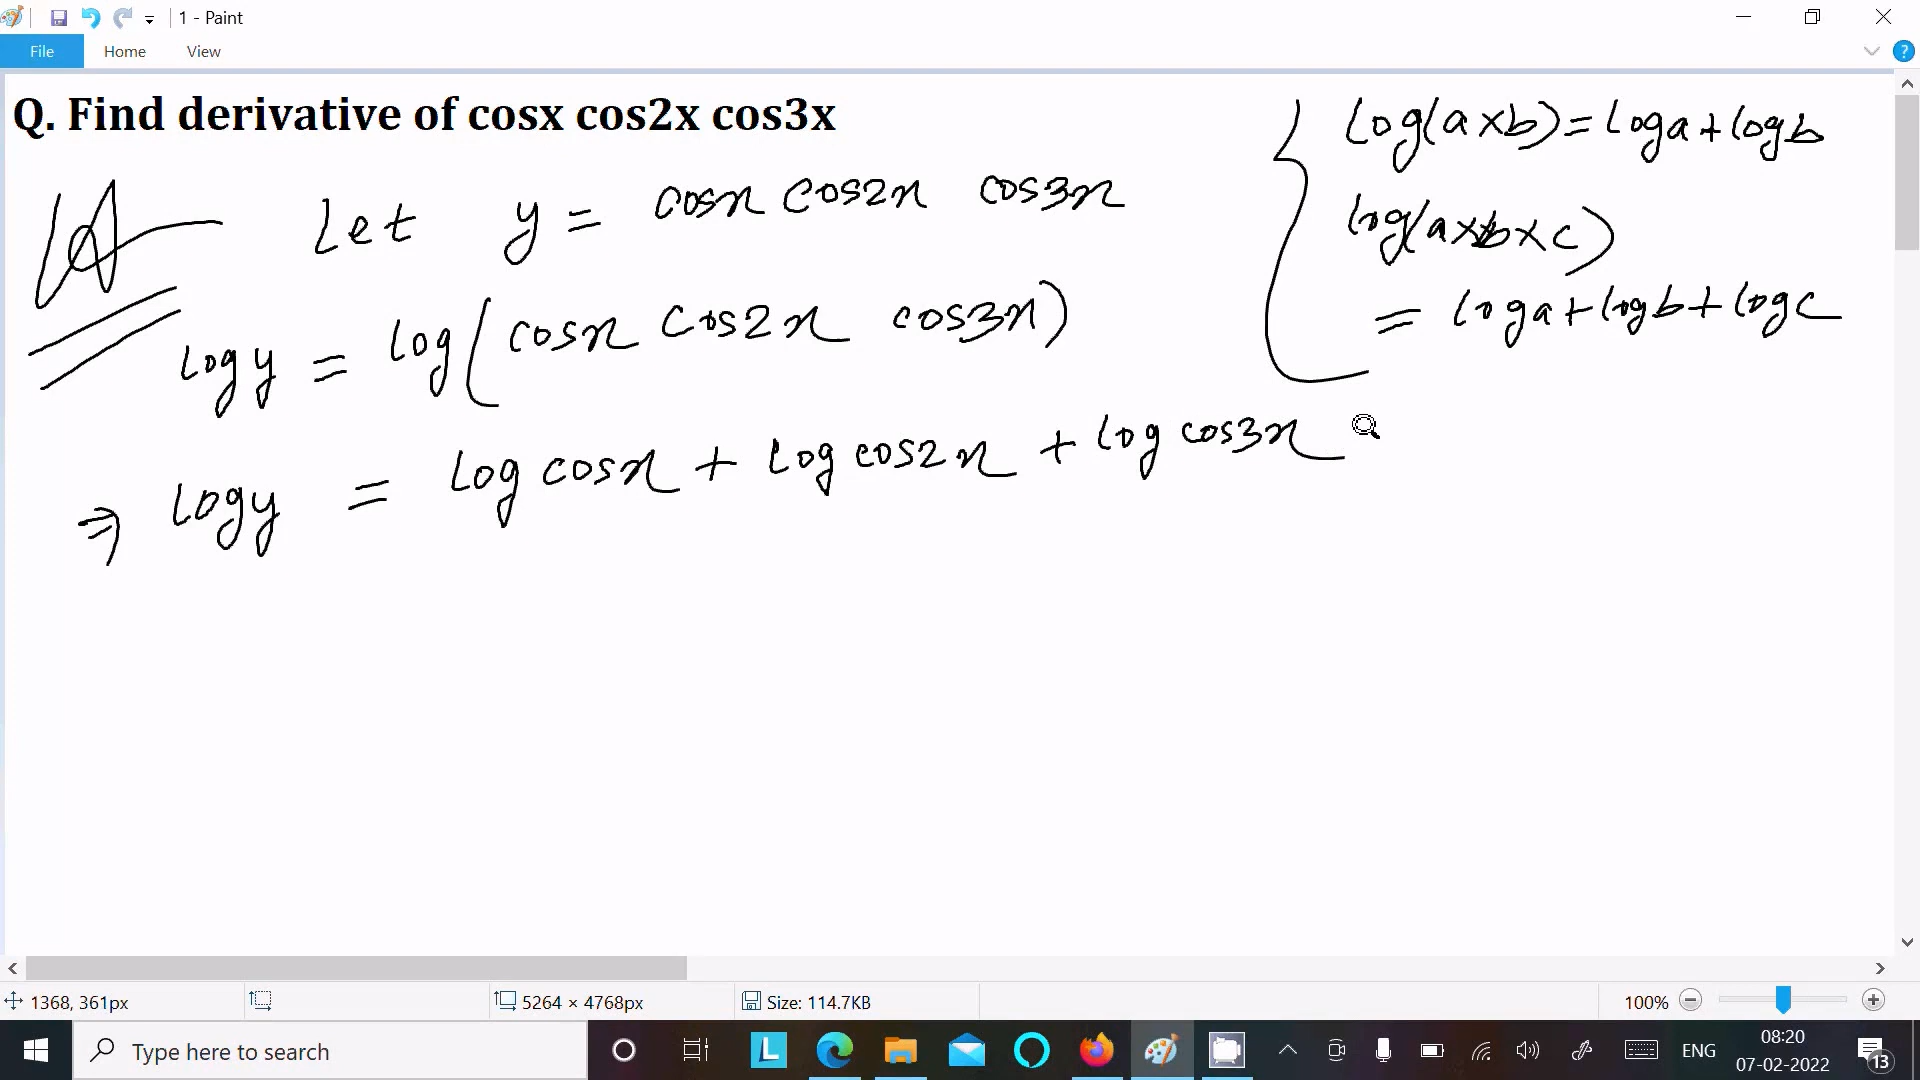 1 - Paint
File Home View
Q. Find derivative of cosx cos2x cos3x
Let y = cosx cos2x cos3x
logy = log(cosx cos2x cos3x)
⇒ logy = log cosx + log cos2x + log cos3x
log(a×b) = loga + logb
log(a×b×c)
= loga + logb + logc
1368, 361px 5264 × 4768px Size: 114.7KB 100%
Type here to search
L
ENG
08:20
07-02-2022
13